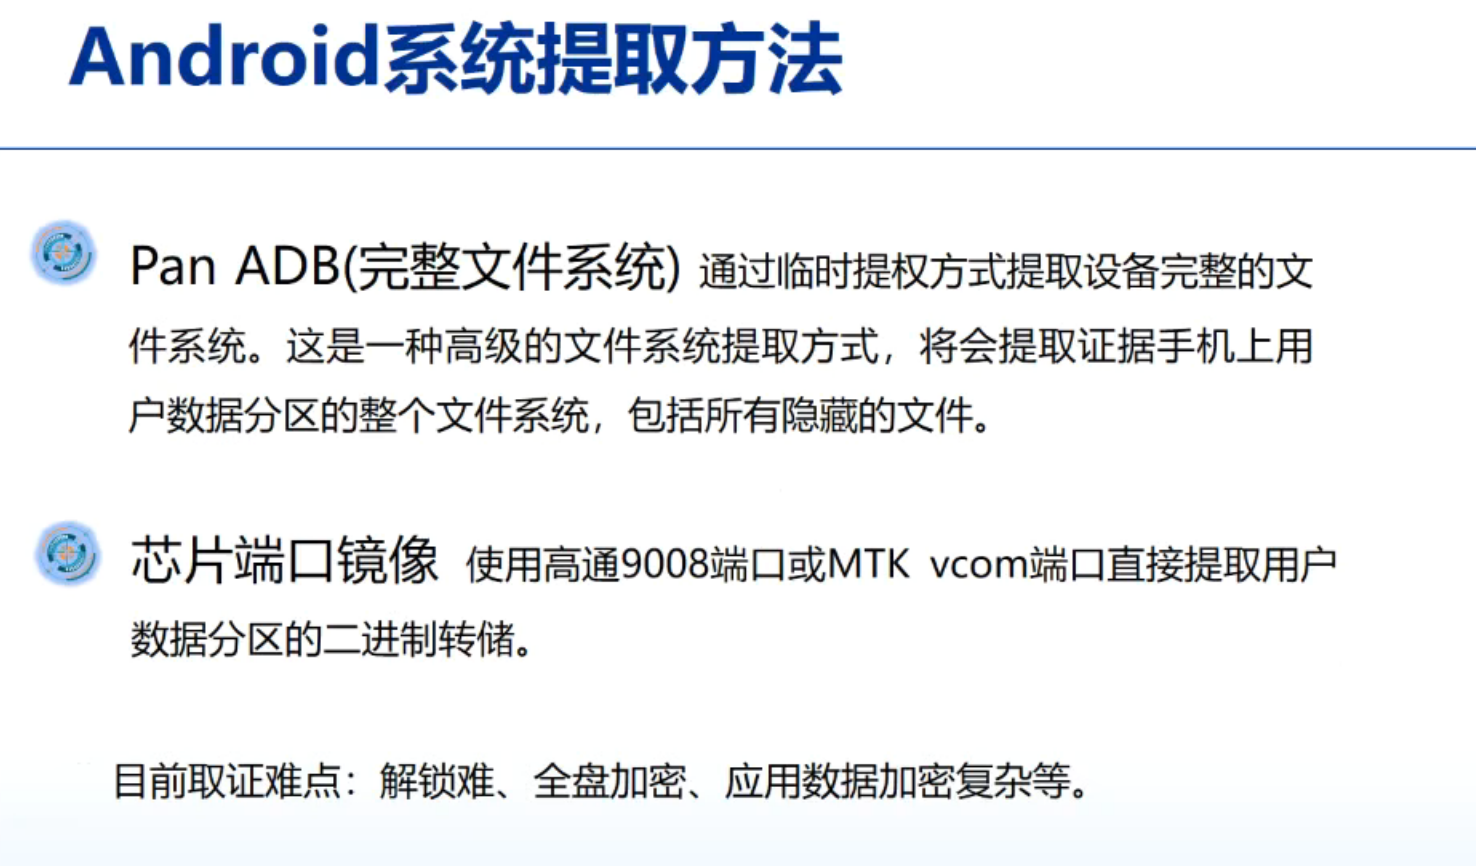 Android系统提取方法
Pan ADB(完整文件系统) 通过临时提权方式提取设备完整的文
件系统。这是一种高级的文件系统提取方式，将会提取证据手机上用
户数据分区的整个文件系统，包括所有隐藏的文件。
芯片端口镜像 使用高通9008端口或MTK vcom端口直接提取用户
数据分区的二进制转储。
目前取证难点：解锁难、全盘加密、应用数据加密复杂等。